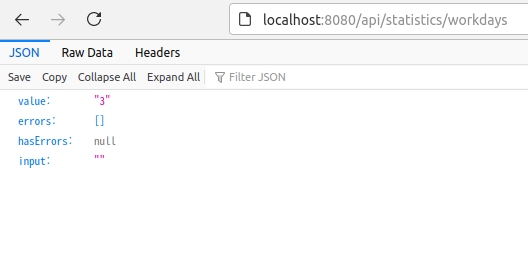 localhost:8080/api/statistics/workdays
JSON Raw Data Headers
Save Copy Collapse All Expand All Filter JSON
value: "3"
errors: []
hasErrors: null
input: ""